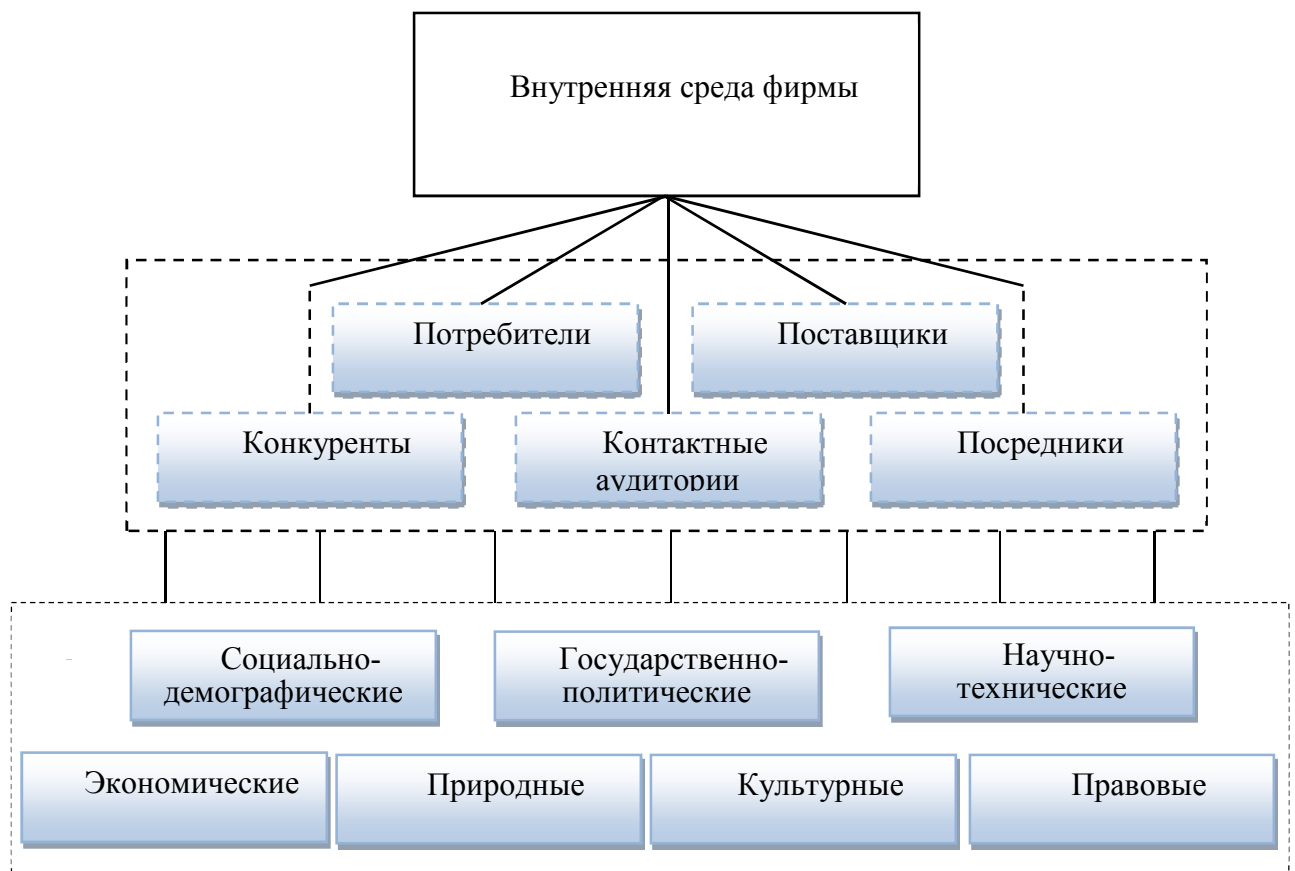 Внутренняя среда фирмы
Потребители
Поставщики
Конкуренты
Контактные
аудитории
Посредники
Социально-
демографические
Государственно-
политические
Научно-
технические
Экономические
Природные
Культурные
Правовые